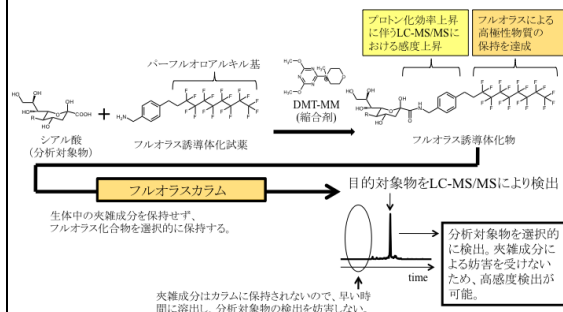 プロトン化効率上昇
に伴うLC-MS/MSに
おける感度上昇
フルオラスによる
高極性物質の
保持を達成
パーフルオロアルキル基
シアル酸
(分析対象物)
フルオラス誘導体化試薬
DMT-MM
(縮合剤)
フルオラス誘導体化物
フルオラスカラム
目的対象物をLC-MS/MSにより検出
生体中の夾雑成分を保持せず、
フルオラス化合物を選択的に保持する。
分析対象物を選択的
に検出。夾雑成分に
よる妨害を受けない
ため、高感度検出が
可能。
time
夾雑成分はカラムに保持されないので、早い時
間に溶出し、分析対象物の検出を妨害しない。